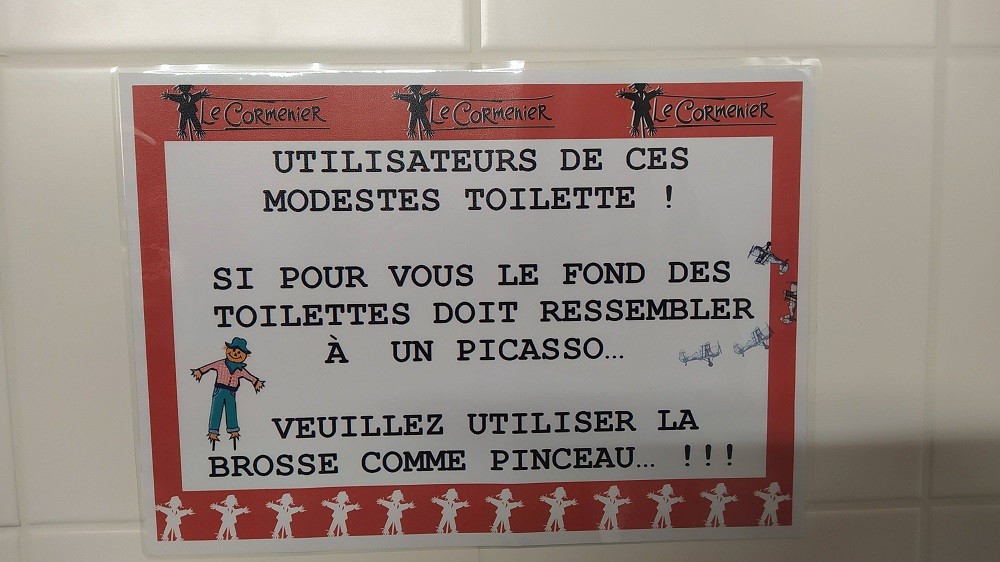 Le Cormenier Le Cormenier Le Cormenier
UTILISATEURS DE CES
MODESTES TOILETTE !
SI POUR VOUS LE FOND DES
TOILETTES DOIT RESSEMBLER
À UN PICASSO…
VEUILLEZ UTILISER LA
BROSSE COMME PINCEAU… !!!